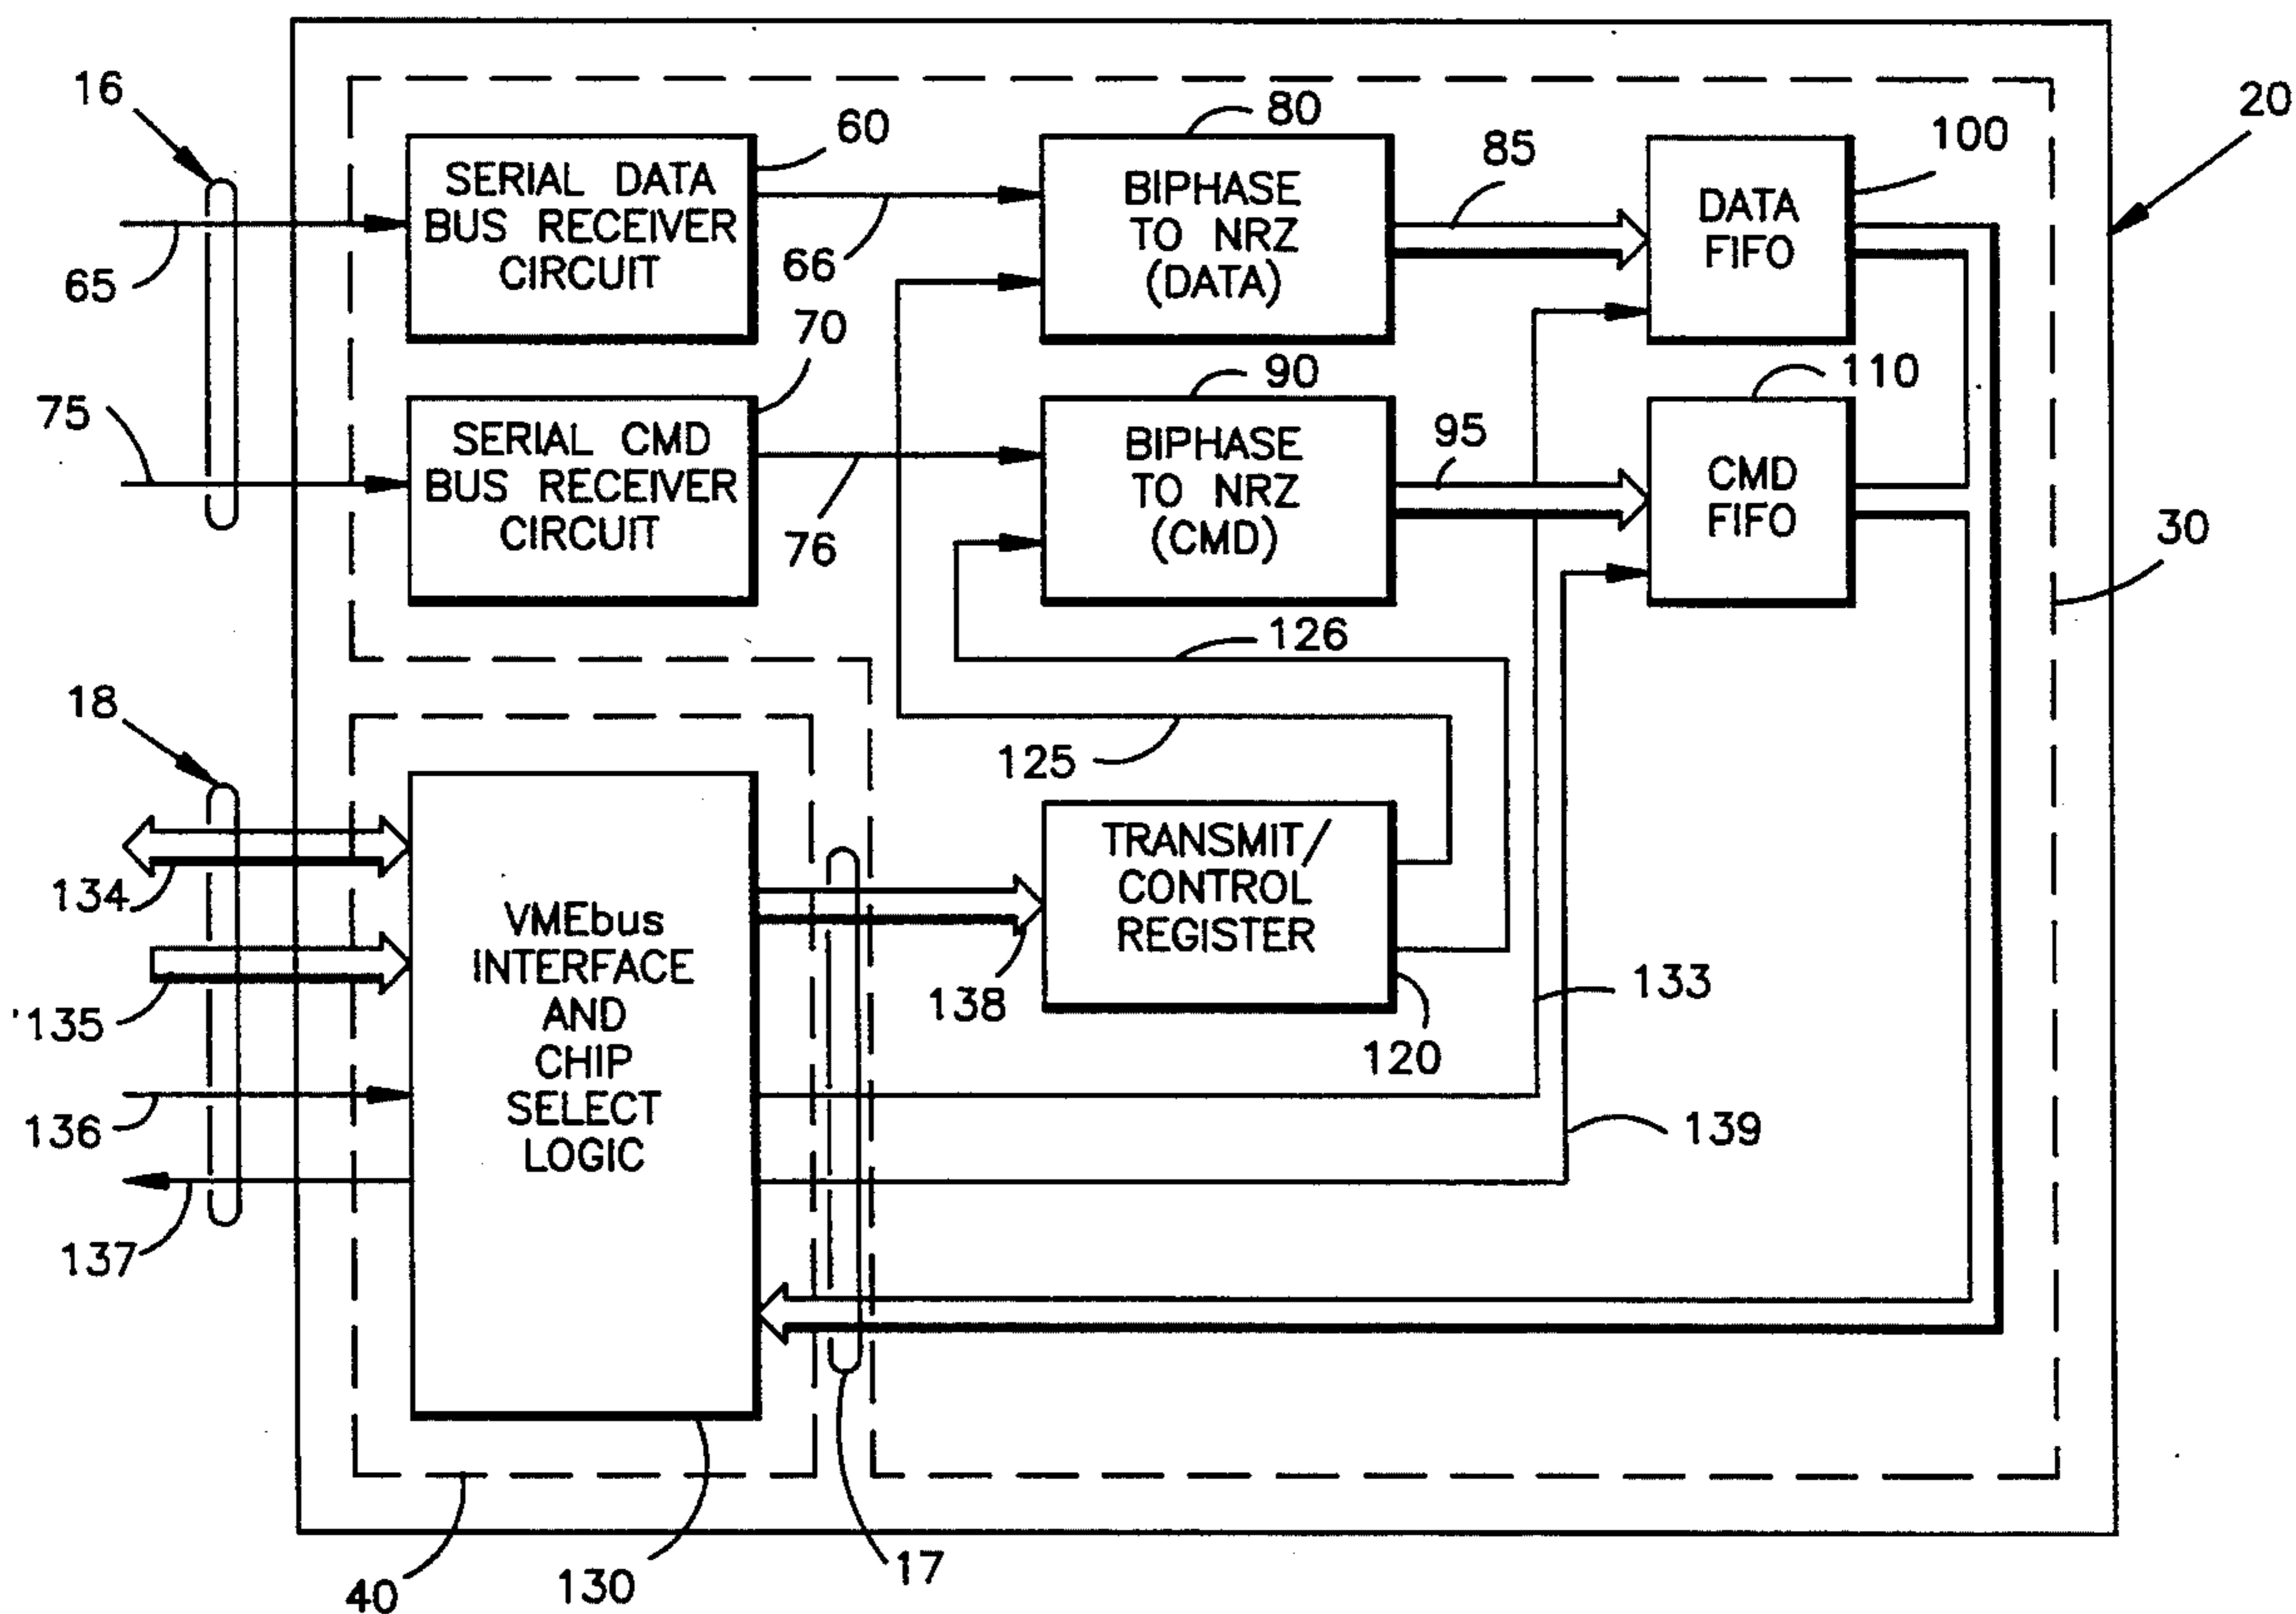 16
60
80
20
SERIAL DATA
BUS RECEIVER
CIRCUIT
BIPHASE
TO NRZ
(DATA)
85
DATA
FIFO
100
65
66
70
90
110
75
SERIAL CMD
BUS RECEIVER
CIRCUIT
76
BIPHASE
TO NRZ
(CMD)
95
CMD
FIFO
30
126
18
125
134
135
136
137
VMEbus
INTERFACE
AND
CHIP
SELECT
LOGIC
138
TRANSMIT/
CONTROL
REGISTER
120
133
139
40
130
17